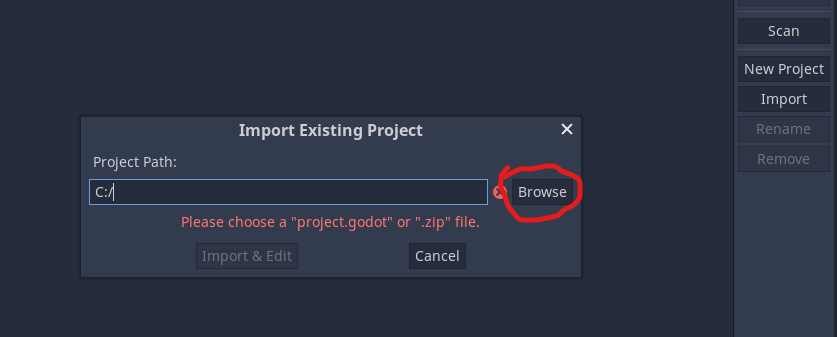 Scan
New Project
Import
Rename
Remove
Import Existing Project
Project Path:
C:/
Browse
Please choose a "project.godot" or ".zip" file.
Import & Edit
Cancel